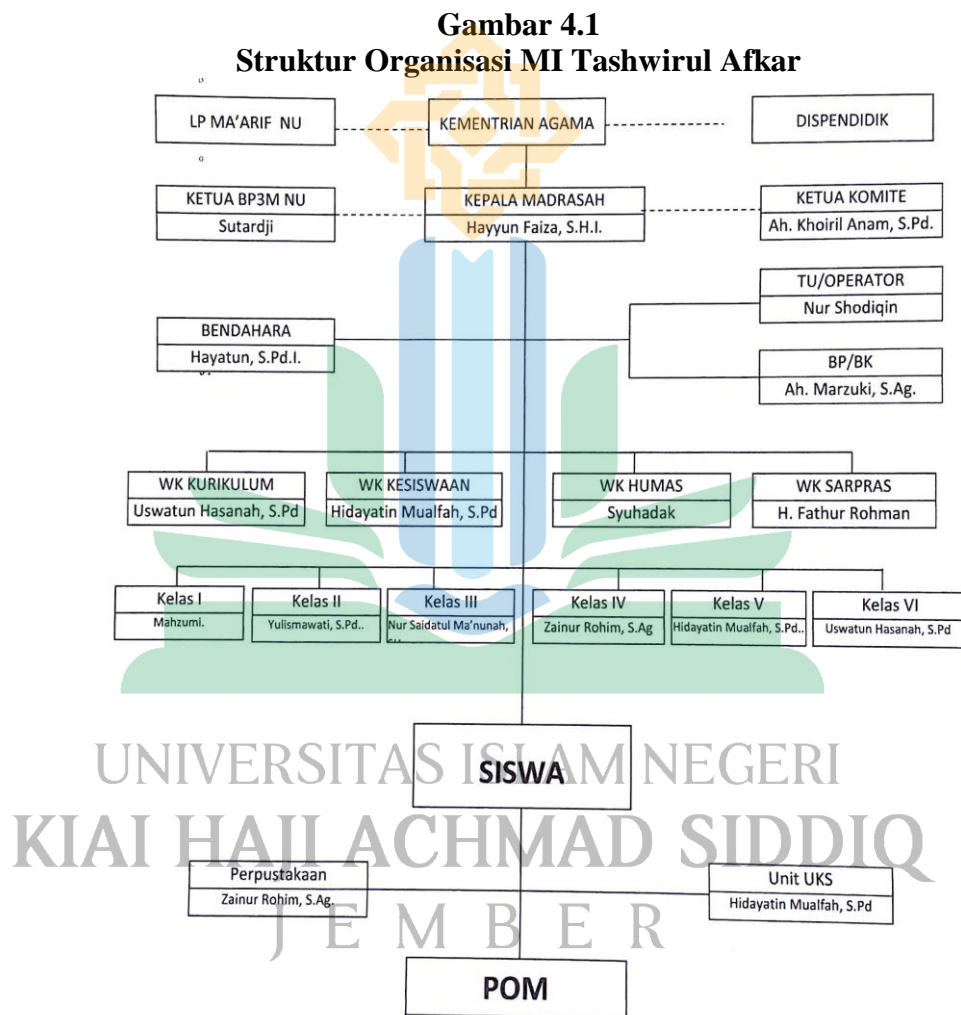 Gambar 4.1
Struktur Organisasi MI Tashwirul Afkar
LP MA'ARIF NU
KEMENTRIAN AGAMA
DISPENDIDIK
KETUA BP3M NU
Sutardji
KEPALA MADRASAH
Hayyun Faiza, S.H.I.
KETUA KOMITE
Ah. Khoiril Anam, S.Pd.
TU/OPERATOR
Nur Shodiqin
BENDAHARA
Hayatun, S.Pd.I.
BP/BK
Ah. Marzuki, S.Ag.
WK KURIKULUM
Uswatun Hasanah, S.Pd
WK KESISWAAN
Hidayatin Mualfah, S.Pd
WK HUMAS
Syuhadak
WK SARPRAS
H. Fathur Rohman
Kelas I
Mahzumi.
Kelas II
Yulismawati, S.Pd..
Kelas III
Nur Saidatul Ma'nunah,
Kelas IV
Zainur Rohim, S.Ag
Kelas V
Hidayatin Mualfah, S.Pd..
Kelas VI
Uswatun Hasanah, S.Pd
UNIVERSITAS ISLAM NEGERI
SISWA
KIAI HAJI ACHMAD SIDDIQ
Perpustakaan
Zainur Rohim, S.Ag.
Unit UKS
Hidayatin Mualfah, S.Pd
JEMBER
POM